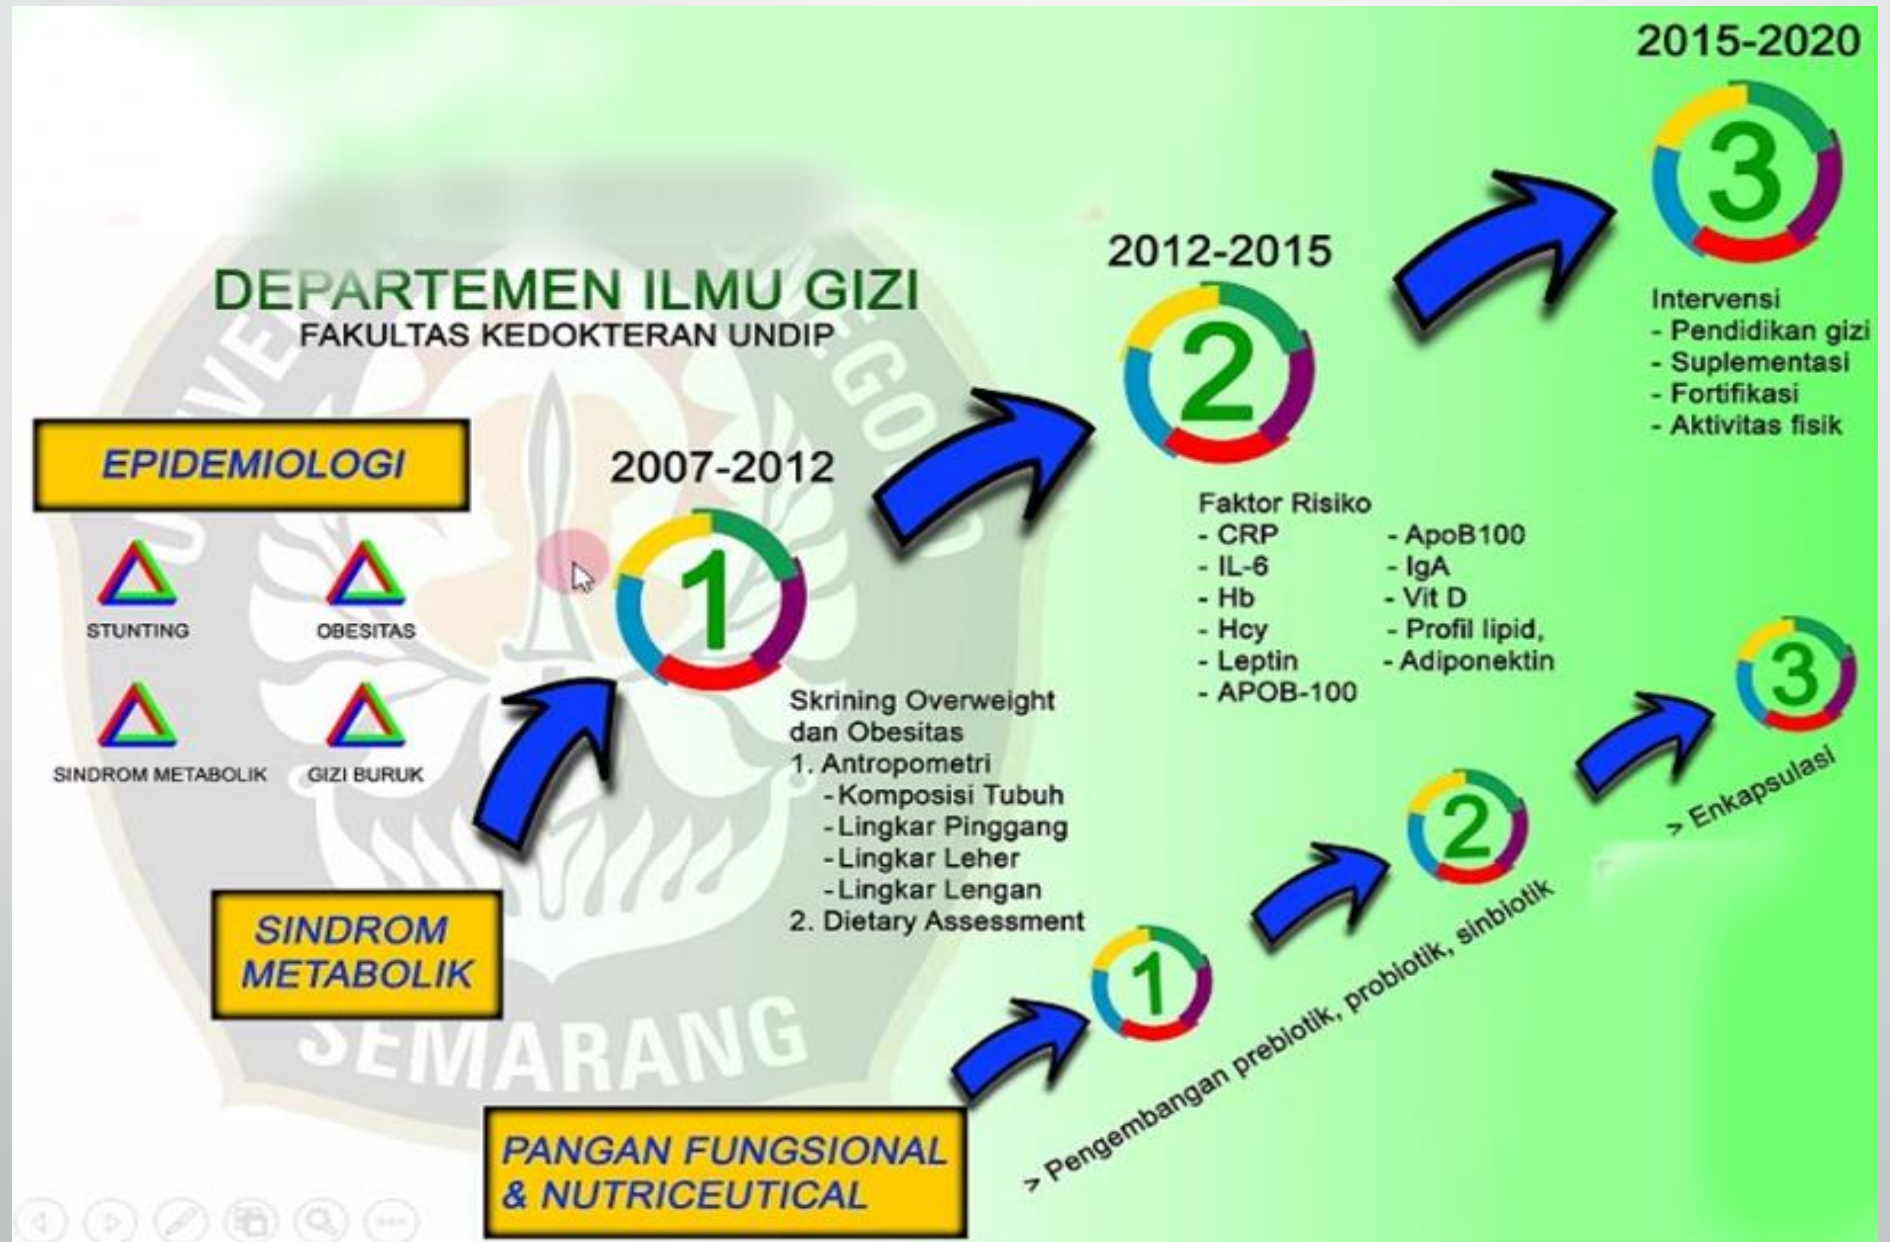 DEPARTEMEN ILMU GIZI
FAKULTAS KEDOKTERAN UNDIP
EPIDEMIOLOGI
STUNTING
OBESITAS
SINDROM METABOLIK
GIZI BURUK
SINDROM
METABOLIK
2007-2012
1
Skrining Overweight
dan Obesitas
1. Antropometri
- Komposisi Tubuh
- Lingkar Pinggang
- Lingkar Leher
- Lingkar Lengan
2. Dietary Assessment
2012-2015
2
Faktor Risiko
- CRP
- IL-6
- Hb
- Hcy
- Leptin
- APOB-100
- ApoB100
- IgA
- Vit D
- Profil lipid,
- Adiponektin
2015-2020
3
Intervensi
- Pendidikan gizi
- Suplementasi
- Fortifikasi
- Aktivitas fisik
PANGAN FUNGSIONAL
& NUTRICEUTICAL
1
2
> Pengembangan prebiotik, probiotik, sinbiotik
3
> Enkapsulasi
SEMARANG